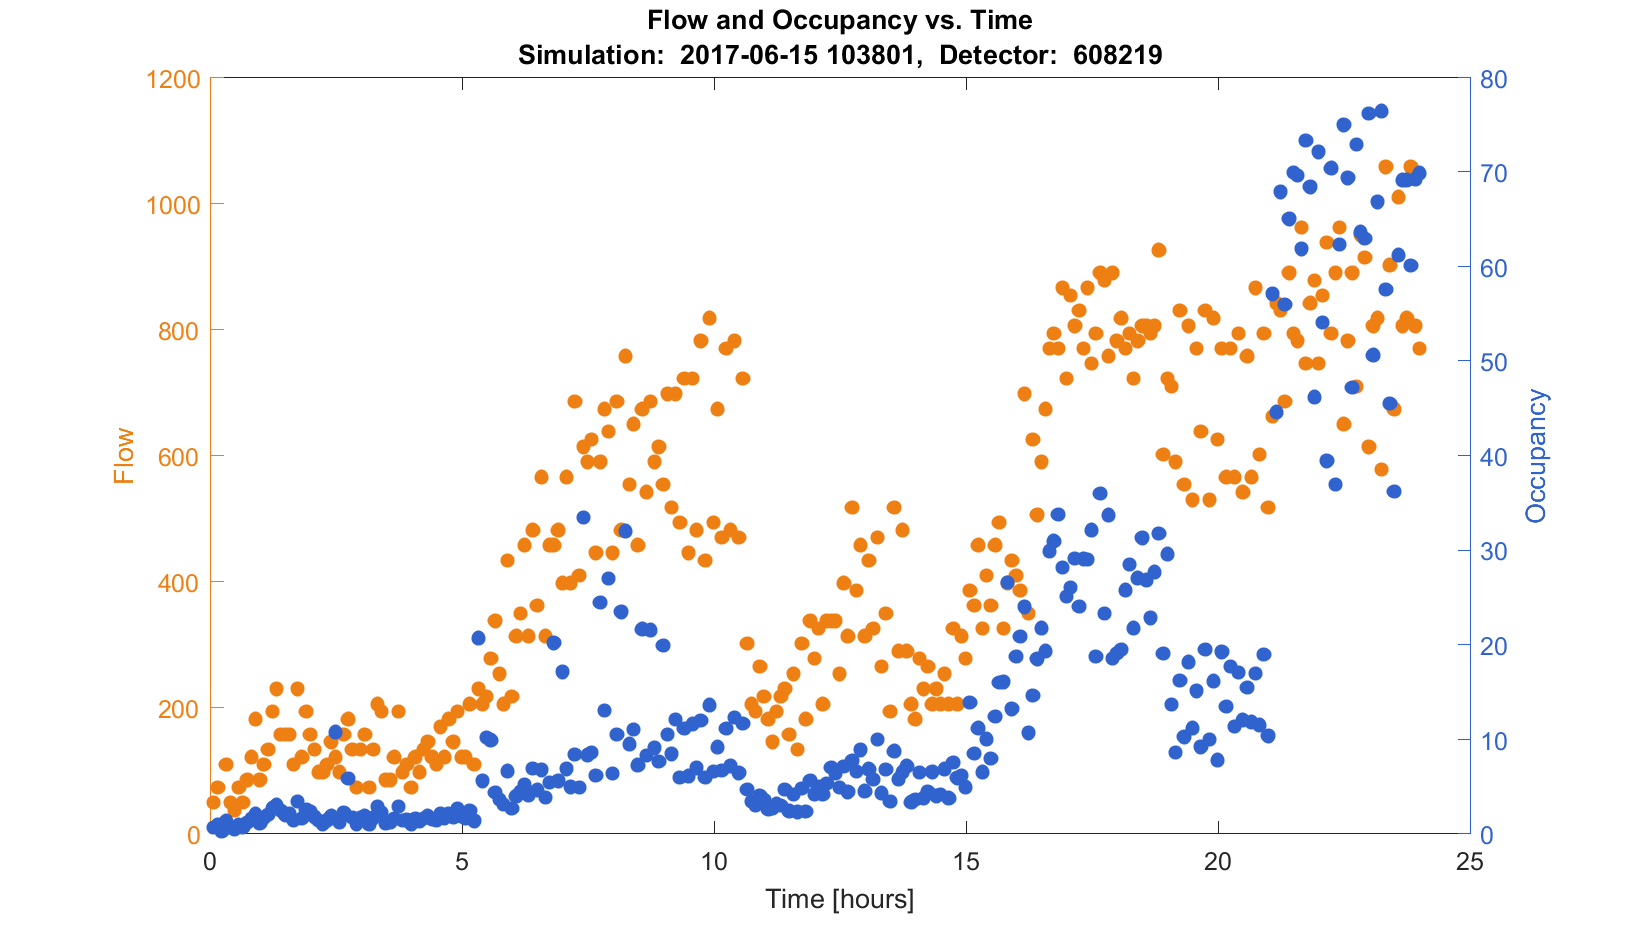 Flow and Occupancy vs. Time
Simulation:  2017-06-15 103801,  Detector:  608219
1200
1000
800
600
400
200
0
Flow
80
70
60
50
40
30
20
10
0
Occupancy
0 5 10 15 20 25
Time [hours]